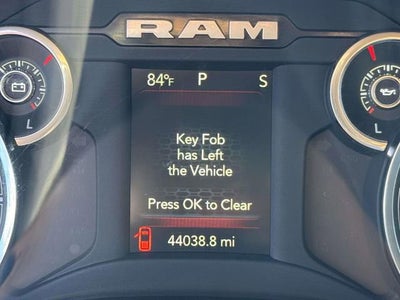 RAM
84°F P S
Key Fob
has Left
the Vehicle
Press OK to Clear
L L
44038.8 mi